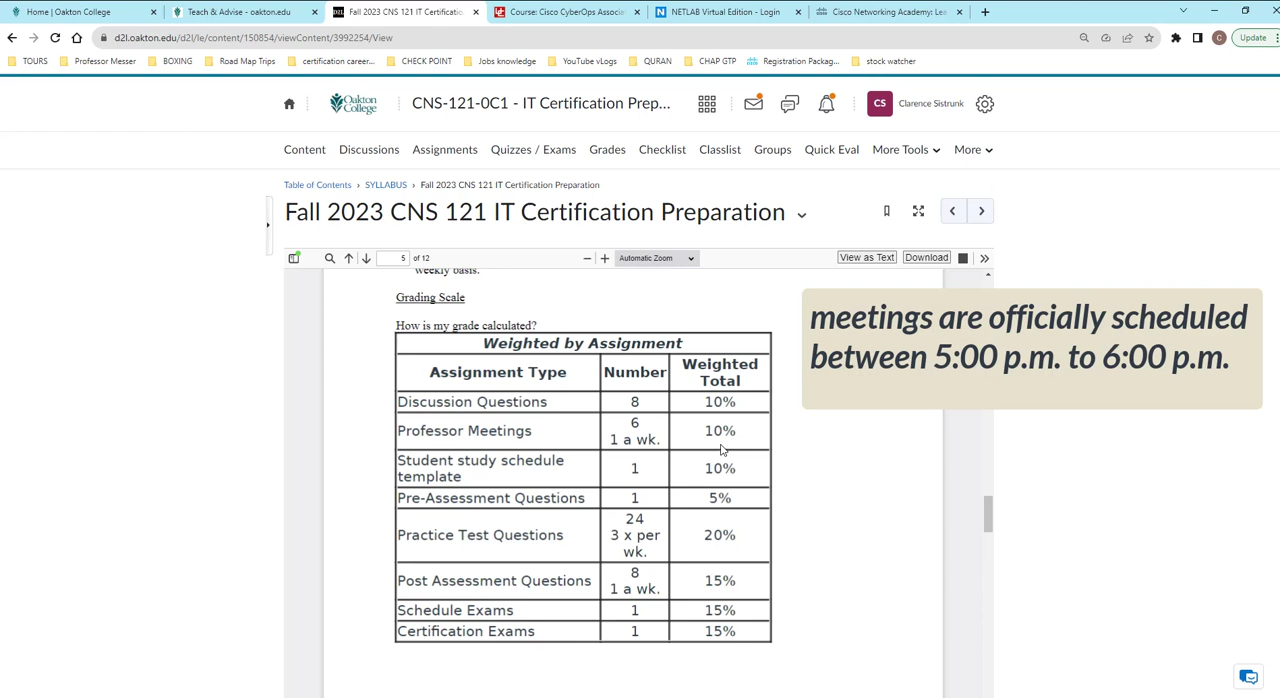 Home | Oakton College
Teach & Advise - oakton.edu
Fall 2023 CNS 121 IT Certificatio
Course: Cisco CyberOps Associa
NETLAB Virtual Edition - Login
Cisco Networking Academy: Lea
d2l.oakton.edu/d2l/le/content/150854/viewContent/3992254/View
Update
TOURS
Professor Messer
BOXING
Road Map Trips
certification career...
CHECK POINT
Jobs knowledge
YouTube vLogs
QURAN
CHAP GTP
Registration Packag...
stock watcher
Oakton College
CNS-121-0C1 - IT Certification Prep...
CS
Clarence Sistrunk
Content
Discussions
Assignments
Quizzes / Exams
Grades
Checklist
Classlist
Groups
Quick Eval
More Tools
More
Table of Contents › SYLLABUS › Fall 2023 CNS 121 IT Certification Preparation
Fall 2023 CNS 121 IT Certification Preparation
5 of 12
Automatic Zoom
View as Text
Download
weekly basis.
Grading Scale
How is my grade calculated?
Weighted by Assignment
Assignment Type
Number
Weighted
Total
Discussion Questions
8
10%
Professor Meetings
6
1 a wk.
10%
Student study schedule
template
1
10%
Pre-Assessment Questions
1
5%
Practice Test Questions
24
3 x per
wk.
20%
Post Assessment Questions
8
1 a wk.
15%
Schedule Exams
1
15%
Certification Exams
1
15%
meetings are officially scheduled
between 5:00 p.m. to 6:00 p.m.